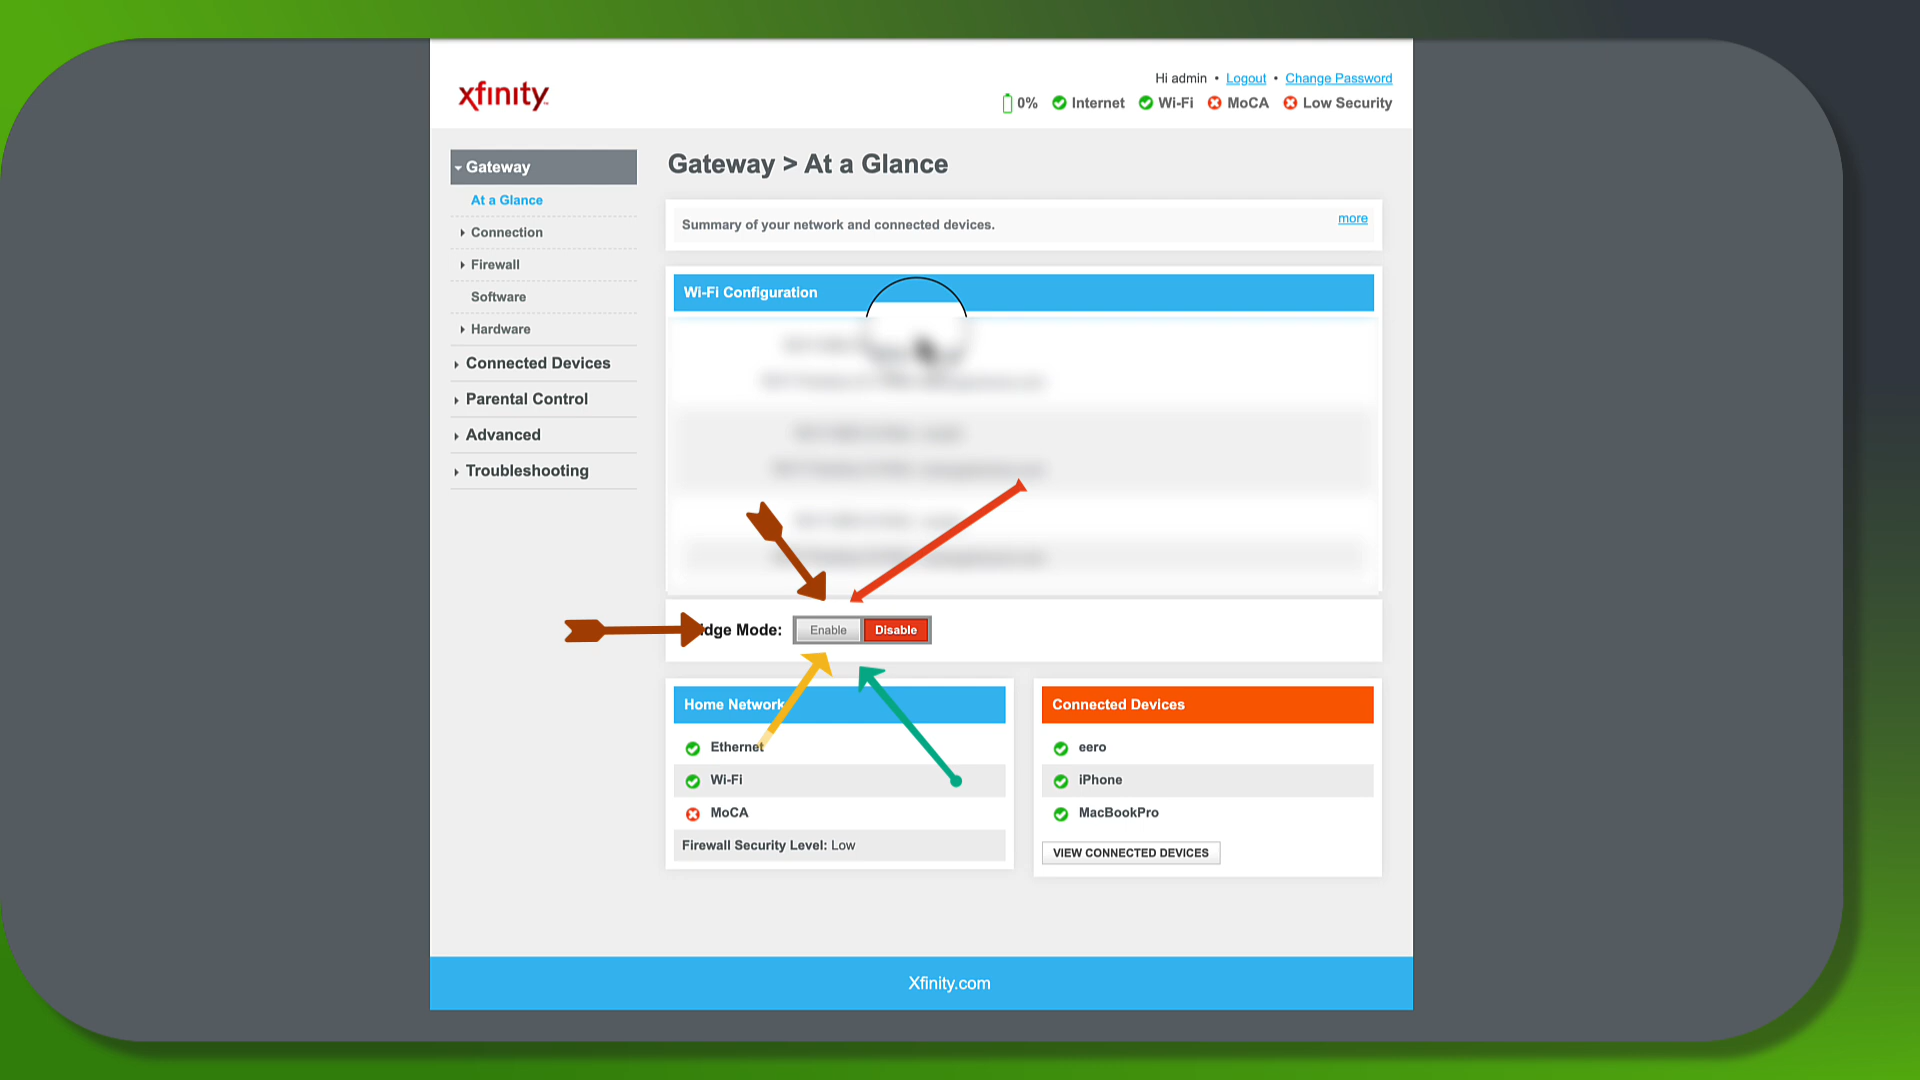 xfinity
Hi admin • Logout • Change Password
0% Internet Wi-Fi MoCA Low Security
Gateway
At a Glance
Connection
Firewall
Software
Hardware
Connected Devices
Parental Control
Advanced
Troubleshooting
Gateway > At a Glance
Summary of your network and connected devices.
more
Wi-Fi Configuration
idge Mode: Enable Disable
Home Network
Ethernet
Wi-Fi
MoCA
Firewall Security Level: Low
Connected Devices
eero
iPhone
MacBookPro
VIEW CONNECTED DEVICES
Xfinity.com